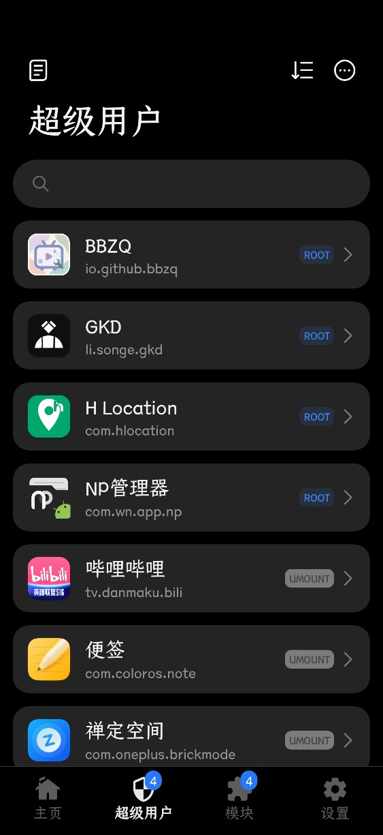 超级用户
BBZQ
io.github.bbzq
ROOT
GKD
li.songe.gkd
ROOT
H Location
com.hlocation
ROOT
NP管理器
com.wn.app.np
ROOT
哔哩哔哩
tv.danmaku.bili
UMOUNT
便签
com.coloros.note
UMOUNT
禅定空间
com.oneplus.brickmode
UMOUNT
主页
4
超级用户
4
模块
设置